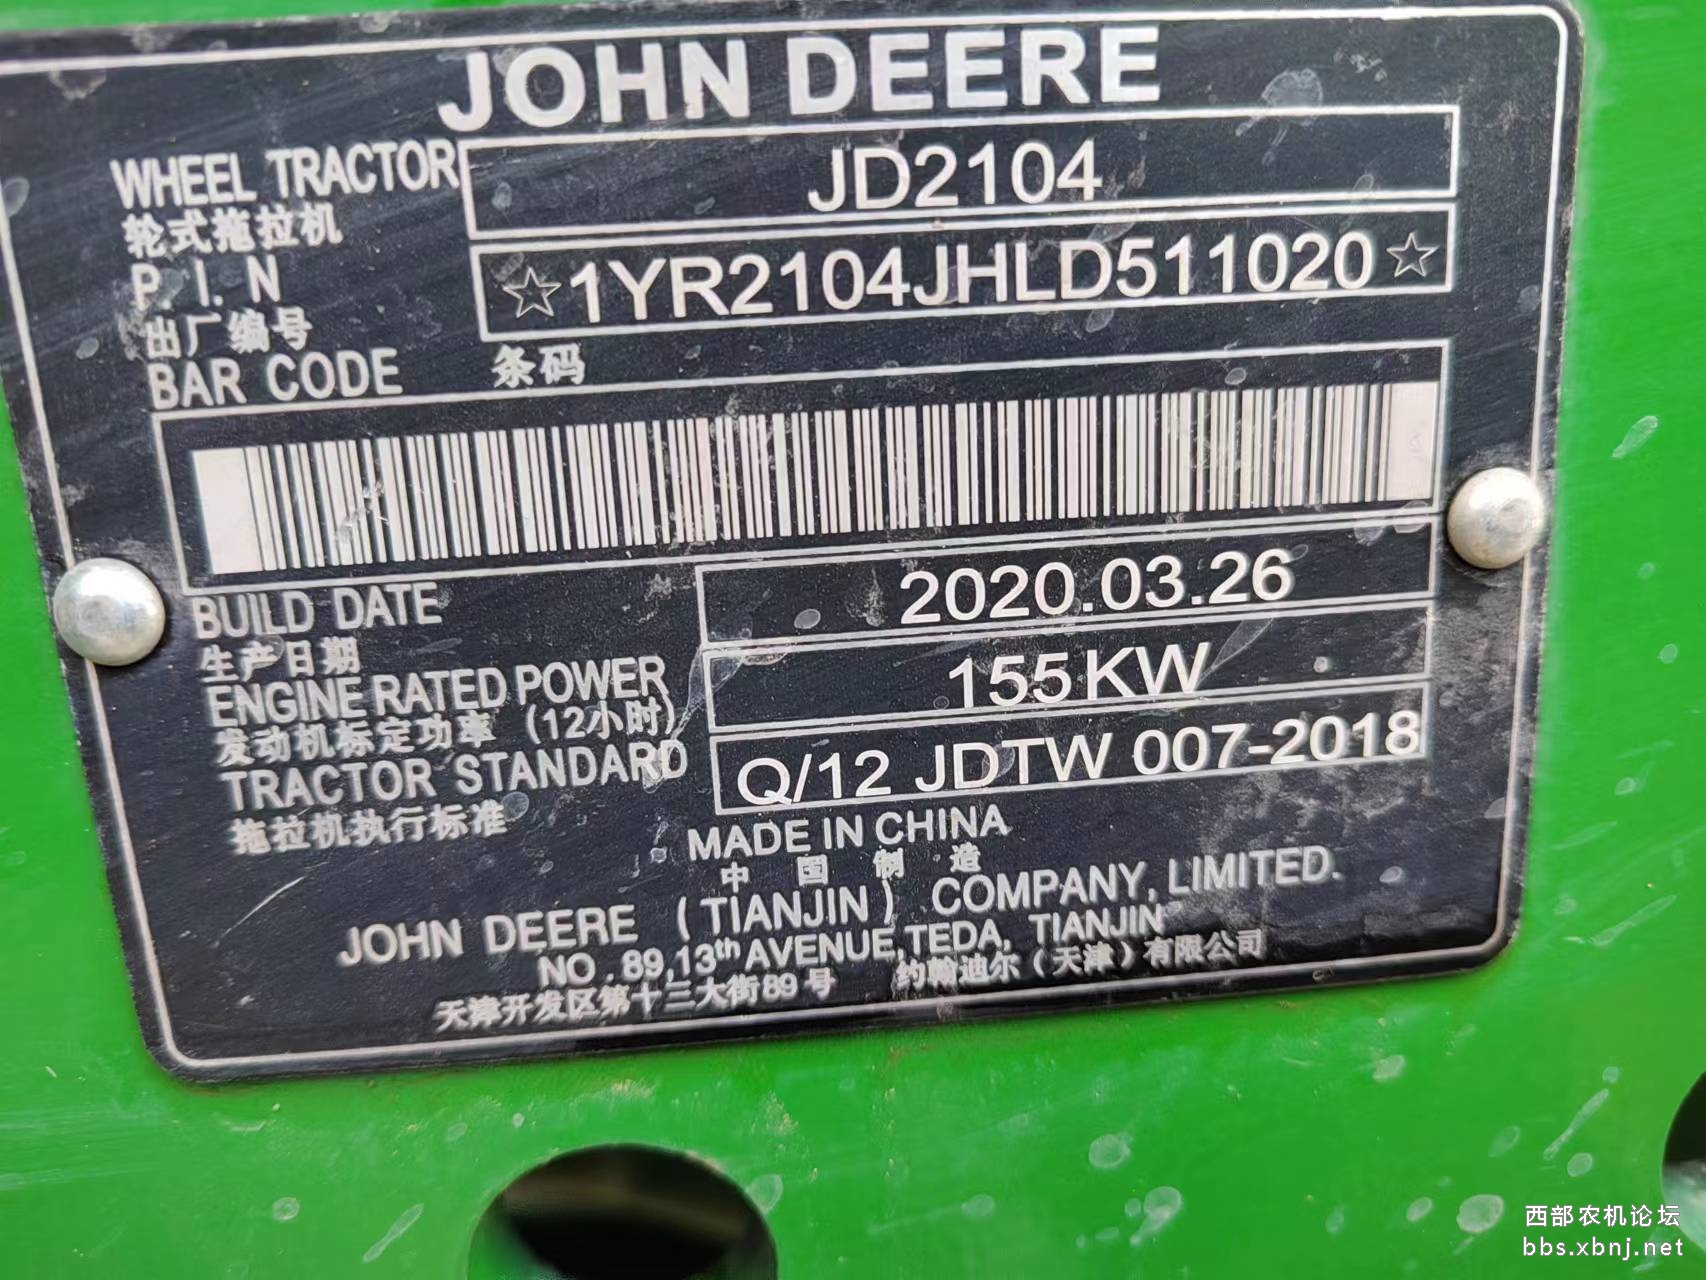 JOHN DEERE
WHEEL TRACTOR JD2104
轮式拖拉机
P. I. N ☆1YR2104JHLD511020☆
出厂编号
BAR CODE 条码
BUILD DATE 2020.03.26
生产日期
ENGINE RATED POWER 155KW
发动机标定功率 (12小时)
TRACTOR STANDARD Q/12 JDTW 007-2018
拖拉机执行标准
MADE IN CHINA
中国制造
JOHN DEERE (TIANJIN) COMPANY, LIMITED.
NO. 89,13th AVENUE, TEDA, TIANJIN
天津开发区第十三大街89号 约翰迪尔(天津)有限公司
西部农机论坛
bbs.xbnj.net